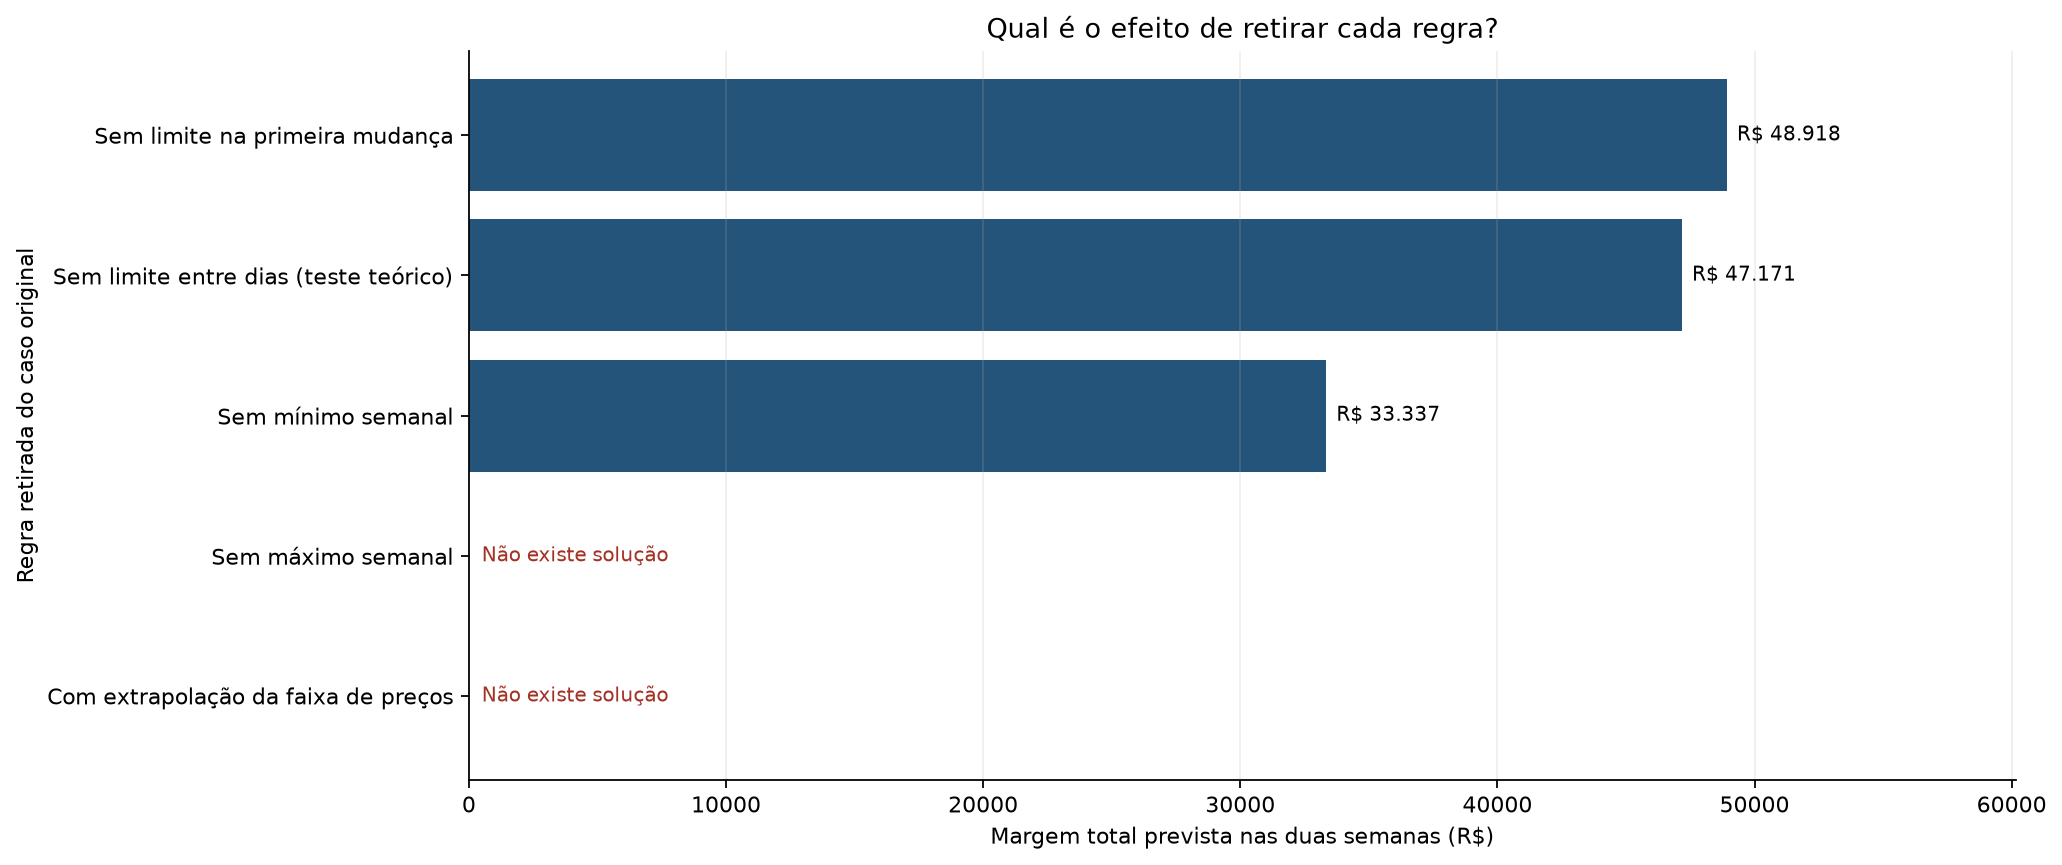 Qual é o efeito de retirar cada regra?
Regra retirada do caso original
Sem limite na primeira mudança
R$ 48.918
Sem limite entre dias (teste teórico)
R$ 47.171
Sem mínimo semanal
R$ 33.337
Sem máximo semanal
Não existe solução
Com extrapolação da faixa de preços
Não existe solução
0 10000 20000 30000 40000 50000 60000
Margem total prevista nas duas semanas (R$)